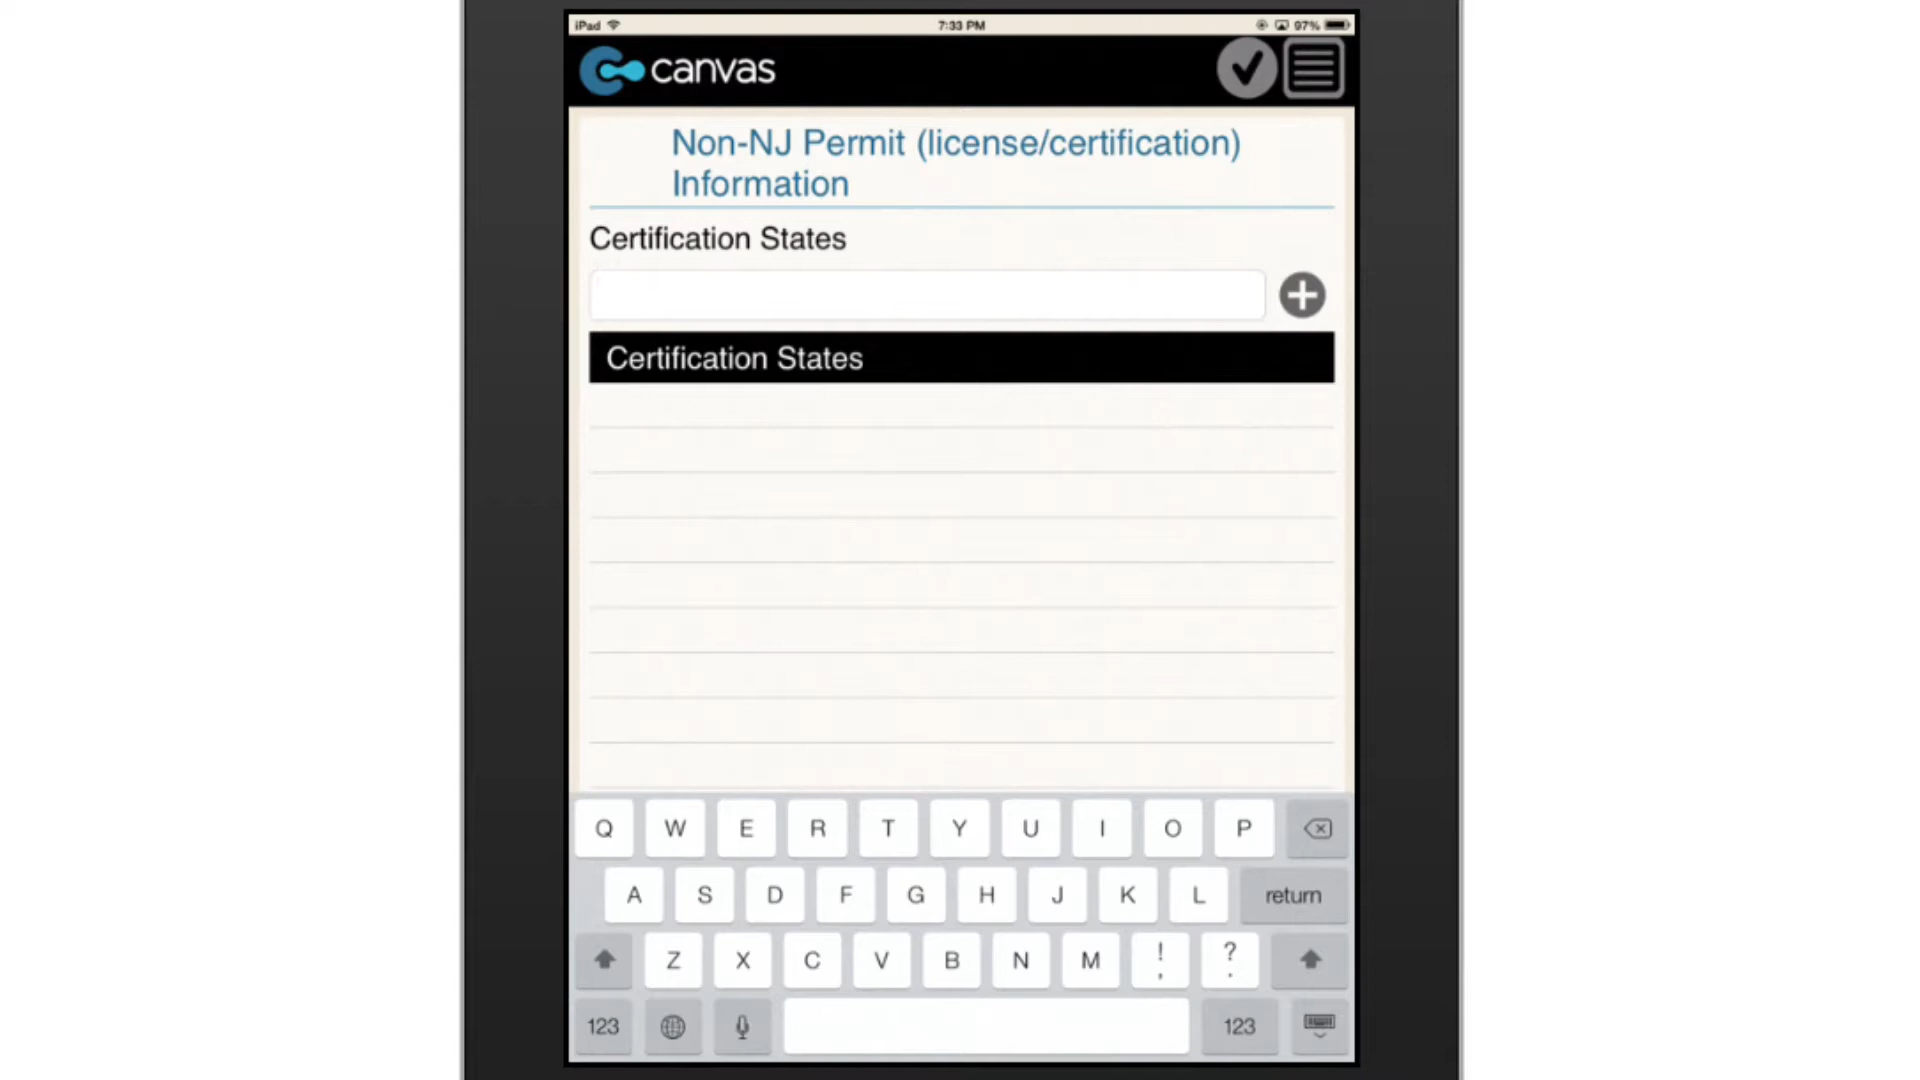 iPad 7:33 PM 97%
canvas
Non-NJ Permit (license/certification)
Information
Certification States
Certification States
Q W E R T Y U I O P
A S D F G H J K L return
Z X C V B N M ! , ? .
123 123